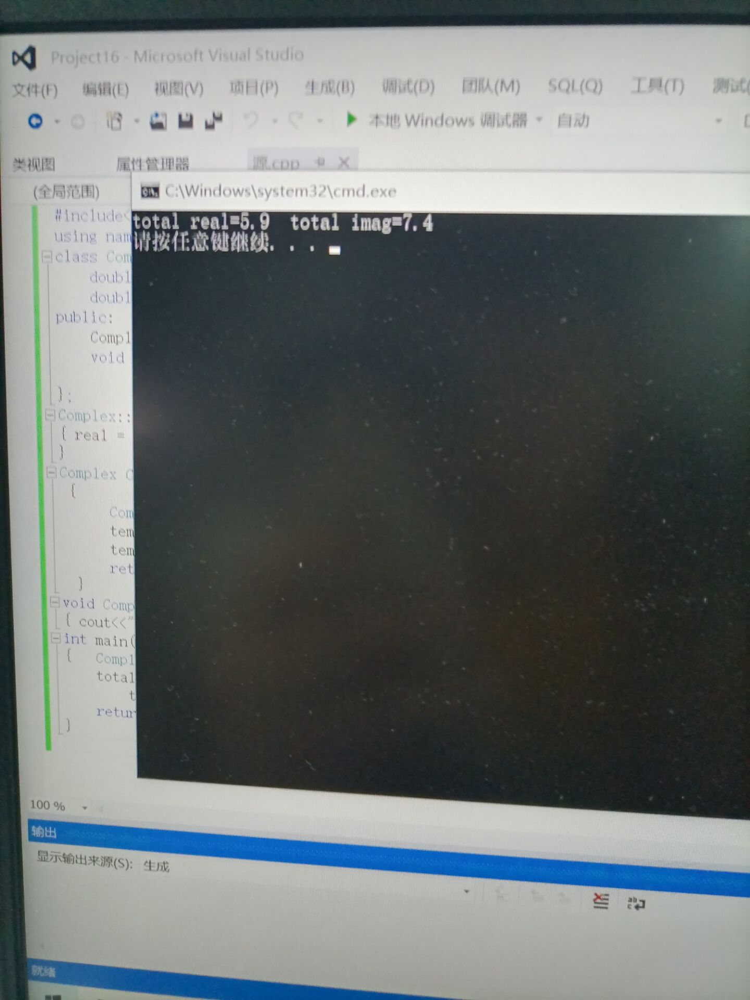 Project16 - Microsoft Visual Studio
文件(F) 编辑(E) 视图(V) 项目(P) 生成(B) 调试(D) 团队(M) SQL(Q) 工具(T) 测试(
本地 Windows 调试器 自动
类视图 属性管理器 源.cpp
(全局范围)
C:\Windows\system32\cmd.exe
total real=5.9 total imag=7.4
请按任意键继续. . .
#include<
using nam
class Com
doubl
doubl
public:
Compl
void
};
Complex::
{ real =
}
Complex C
{
Com
tem
tem
ret
}
void Comp
{ cout<<"
int main(
{ Compl
total
t
retur
}
100 %
输出
显示输出来源(S): 生成
就绪